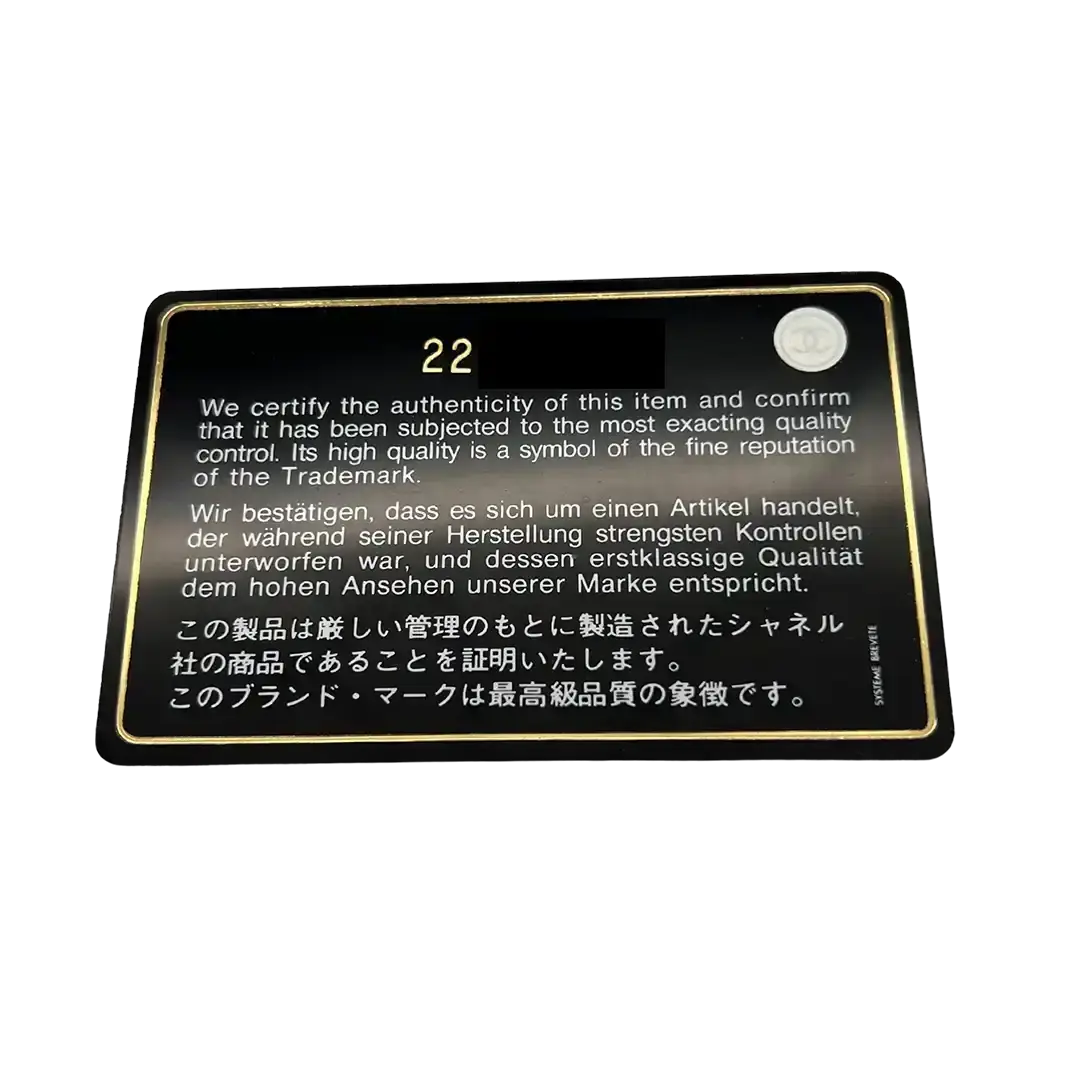 22
We certify the authenticity of this item and confirm
that it has been subjected to the most exacting quality
control. Its high quality is a symbol of the fine reputation
of the Trademark.
Wir bestätigen, dass es sich um einen Artikel handelt,
der während seiner Herstellung strengsten Kontrollen
unterworfen war, und dessen erstklassige Qualität
dem hohen Ansehen unserer Marke entspricht.
この製品は厳しい管理のもとに製造されたシャネル
社の商品であることを証明いたします。
このブランド・マークは最高級品質の象徴です。
SYSTEME BREVETE